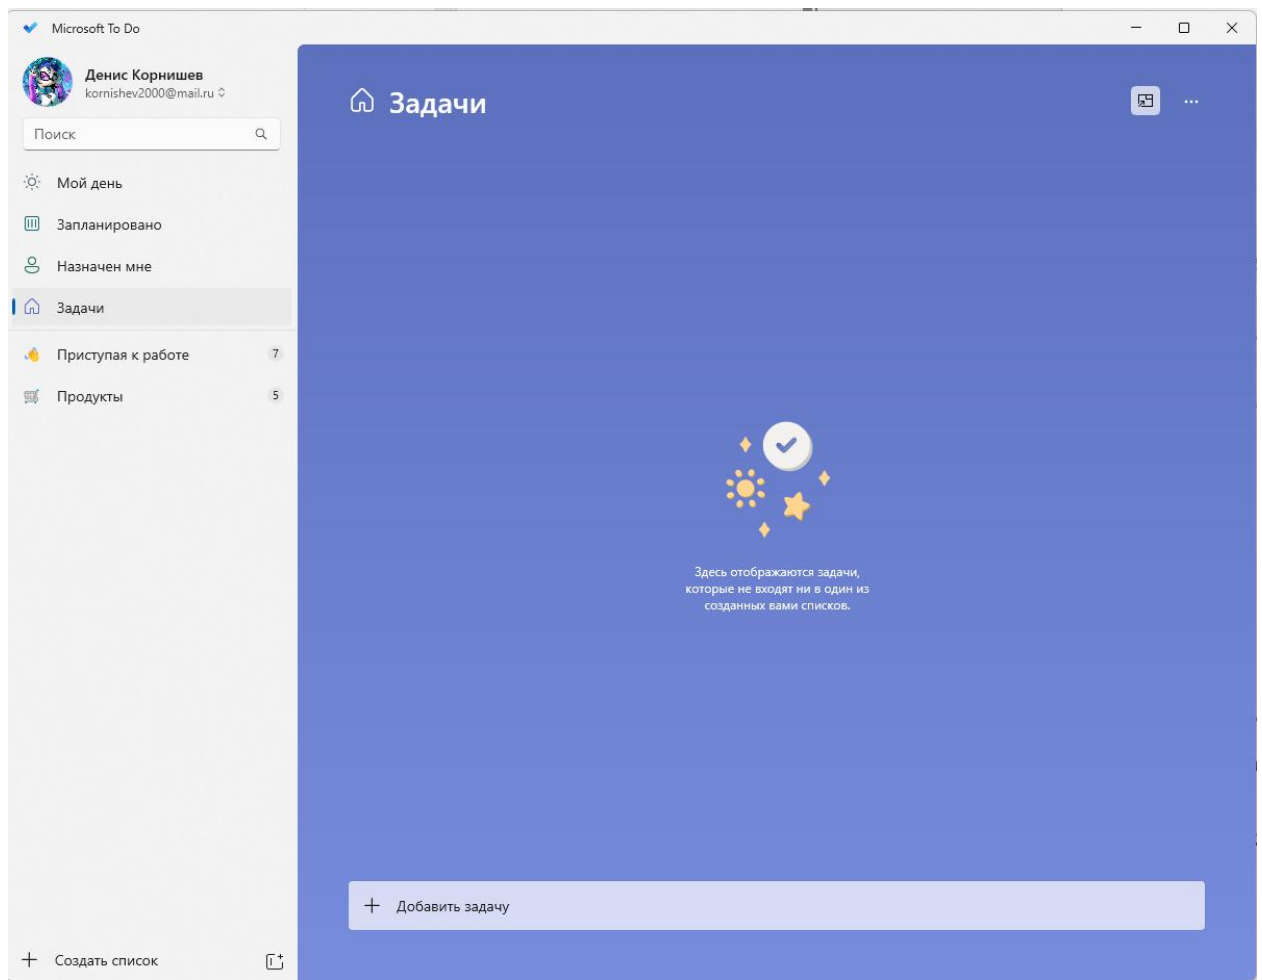 Microsoft To Do
Денис Корнишев
kornishev2000@mail.ru
Поиск
Мой день
Запланировано
Назначен мне
Задачи
Приступая к работе 7
Продукты 5
Создать список
Задачи
Здесь отображаются задачи,
которые не входят ни в один из
созданных вами списков.
Добавить задачу